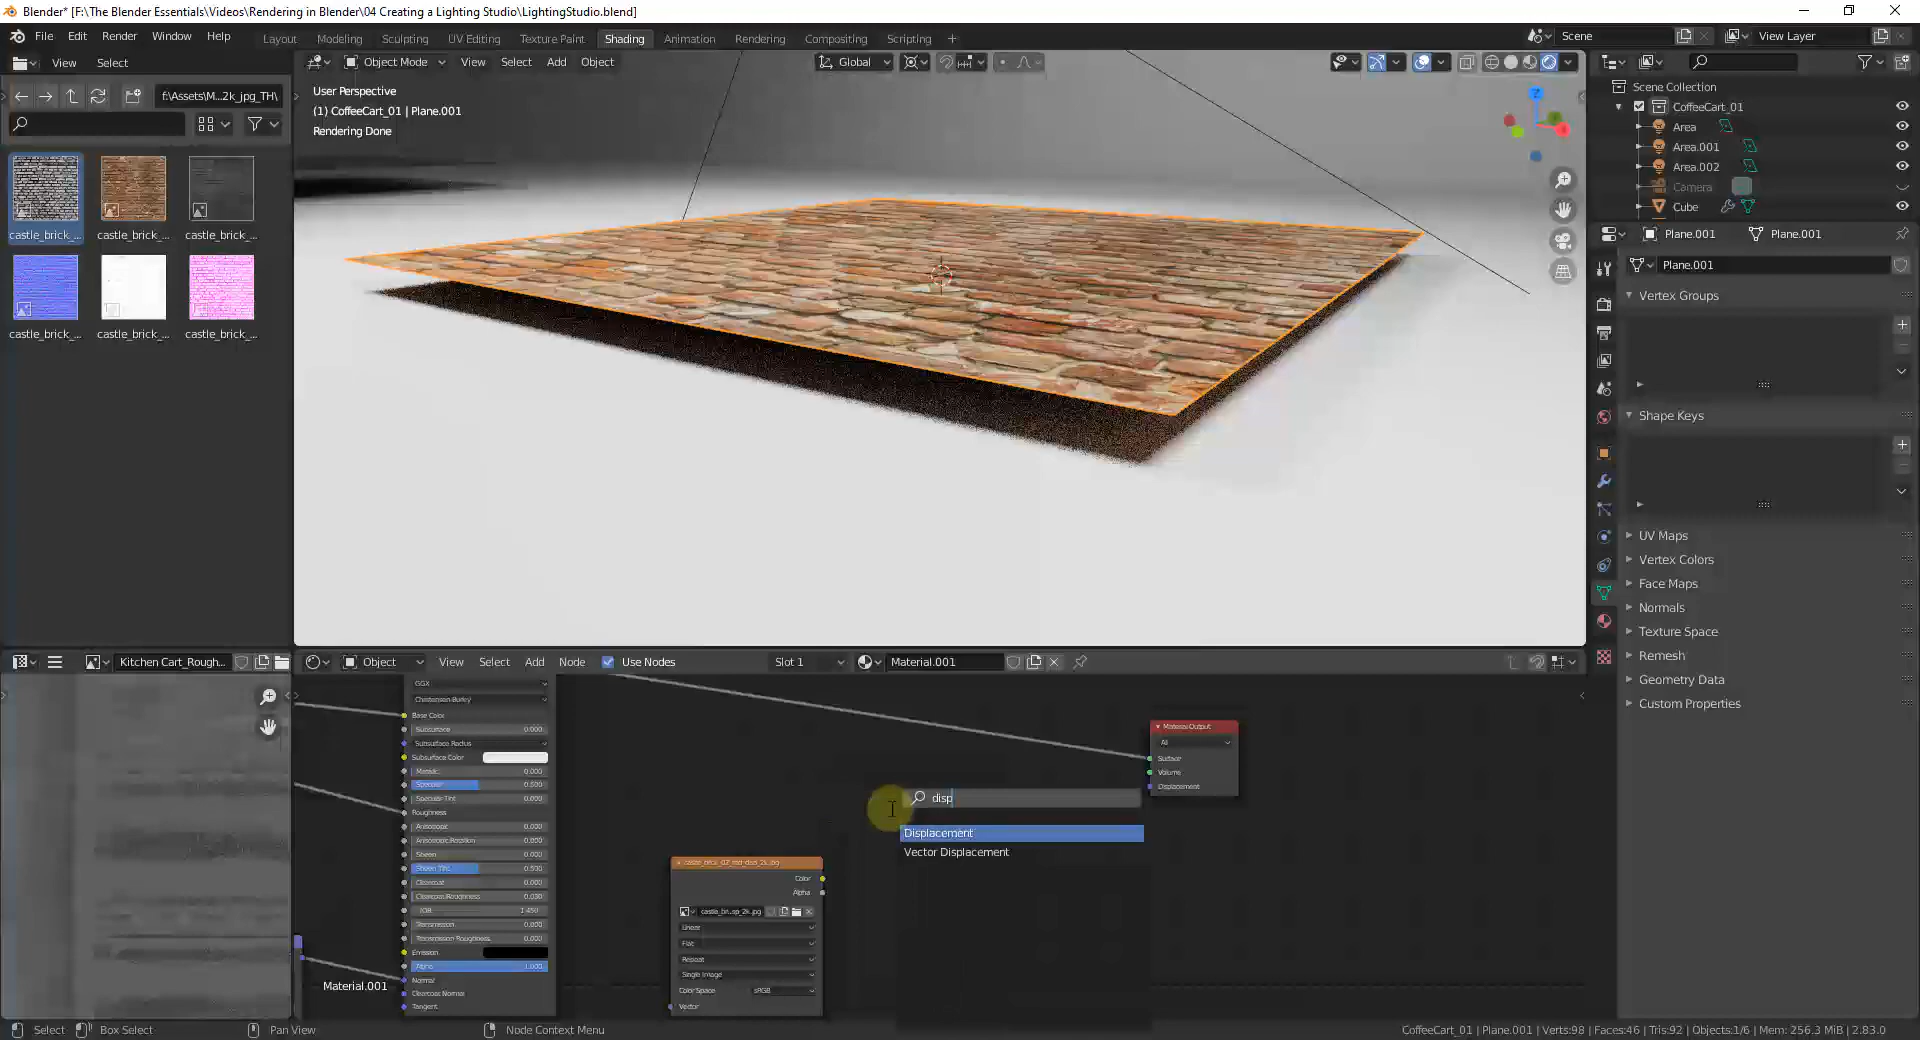 Blender* [F:\The Blender Essentials\Videos\Rendering in Blender\04 Creating a Lighting Studio\LightingStudio.blend]
File Edit Render Window Help
Layout Modeling Sculpting UV Editing Texture Paint Shading Animation Rendering Compositing Scripting +
Scene
View Layer
View Select
Object Mode View Select Add Object
Global
f:\Assets\M...2k_jpg_TH\
User Perspective
(1) CoffeeCart_01 | Plane.001
Rendering Done
Z
castle_brick_... castle_brick_... castle_brick_...
castle_brick_... castle_brick_... castle_brick_...
Scene Collection
CoffeeCart_01
Area
Area.001
Area.002
Camera
Cube
Plane.001 Plane.001
Plane.001
Vertex Groups
Shape Keys
UV Maps
Vertex Colors
Face Maps
Normals
Texture Space
Remesh
Geometry Data
Custom Properties
Kitchen Cart_Rough...
Object View Select Add Node Use Nodes Slot 1 Material.001
GGX
Christensen-Burley
Base Color
Subsurface 0.000
Subsurface Radius
Subsurface Color
Metallic 0.000
Specular 0.500
Specular Tint 0.000
Roughness
Anisotropic 0.000
Anisotropic Rotation 0.000
Sheen 0.000
Sheen Tint 0.500
Clearcoat 0.000
Clearcoat Roughness 0.030
IOR 1.450
Transmission 0.000
Transmission Roughness 0.000
Emission
Alpha 1.000
Normal
Clearcoat Normal
Tangent
Material.001
Color
Alpha
castle_bri...sp_2k.jpg
Linear
Flat
Repeat
Single Image
Color Space sRGB
Vector
disp
Displacement
Vector Displacement
Material Output
All
Surface
Volume
Displacement
Select Box Select Pan View Node Context Menu
CoffeeCart_01 | Plane.001 | Verts:98 | Faces:46 | Tris:92 | Objects:1/6 | Mem: 256.3 MiB | 2.83.0